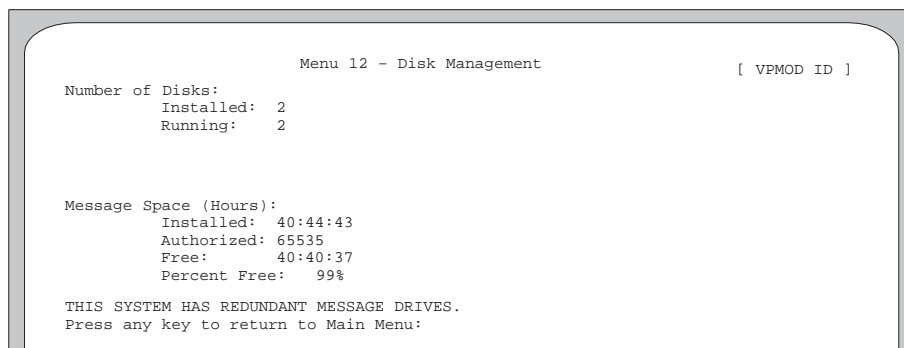 Menu 12 – Disk Management
[ VPMOD ID ]
Number of Disks:
Installed: 2
Running: 2
Message Space (Hours):
Installed: 40:44:43
Authorized: 65535
Free: 40:40:37
Percent Free: 99%
THIS SYSTEM HAS REDUNDANT MESSAGE DRIVES.
Press any key to return to Main Menu: